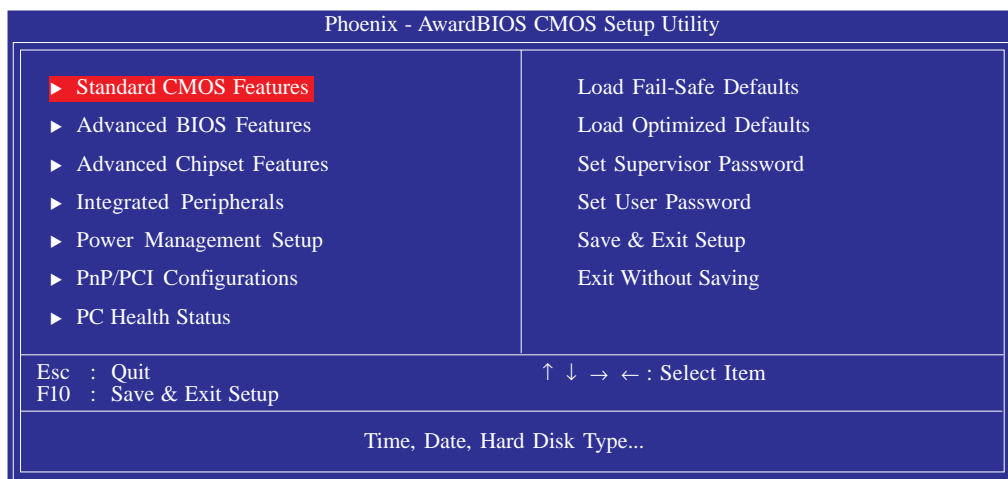 Phoenix - AwardBIOS CMOS Setup Utility
▶ Standard CMOS Features
▶ Advanced BIOS Features
▶ Advanced Chipset Features
▶ Integrated Peripherals
▶ Power Management Setup
▶ PnP/PCI Configurations
▶ PC Health Status
Load Fail-Safe Defaults
Load Optimized Defaults
Set Supervisor Password
Set User Password
Save & Exit Setup
Exit Without Saving
Esc : Quit
F10 : Save & Exit Setup
↑ ↓ → ← : Select Item
Time, Date, Hard Disk Type...